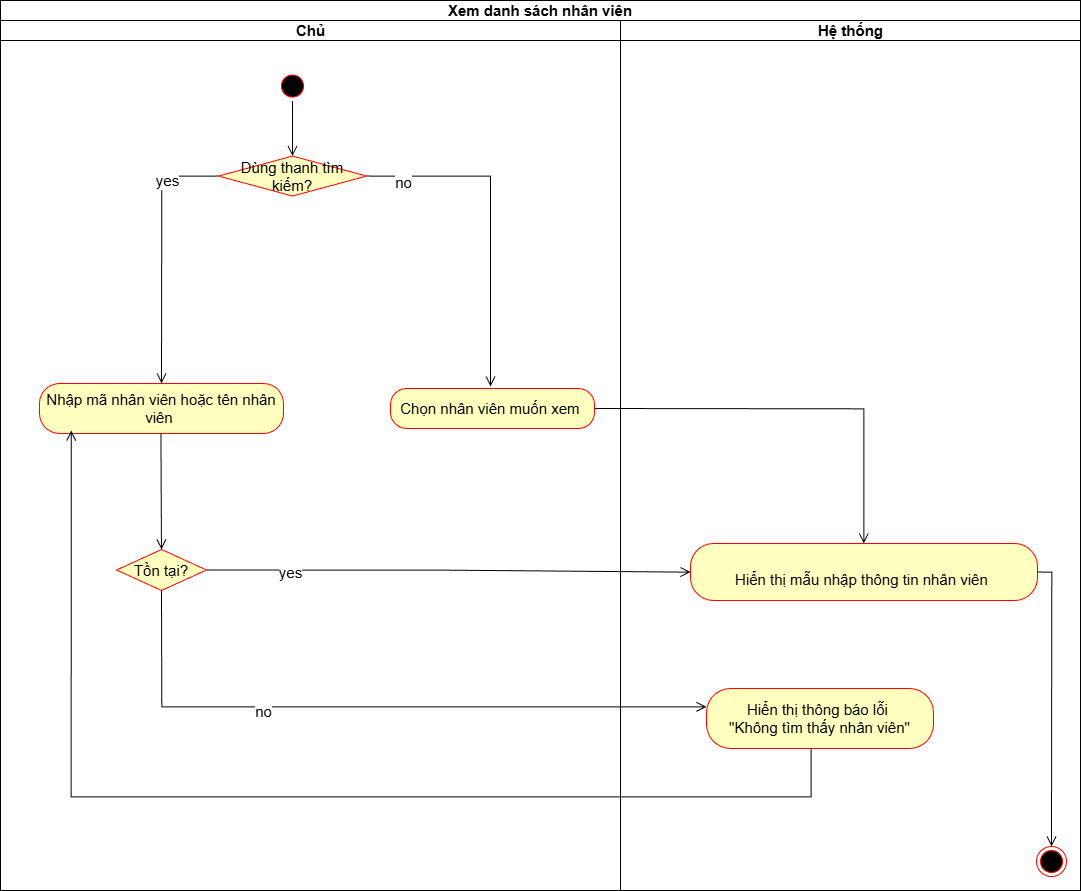 Xem danh sách nhân viên
Chủ
Hệ thống
Dùng thanh tìm
kiếm?
yes
no
Nhập mã nhân viên hoặc tên nhân
viên
Chọn nhân viên muốn xem
Tồn tại?
yes
Hiển thị mẫu nhập thông tin nhân viên
no
Hiển thị thông báo lỗi
"Không tìm thấy nhân viên"